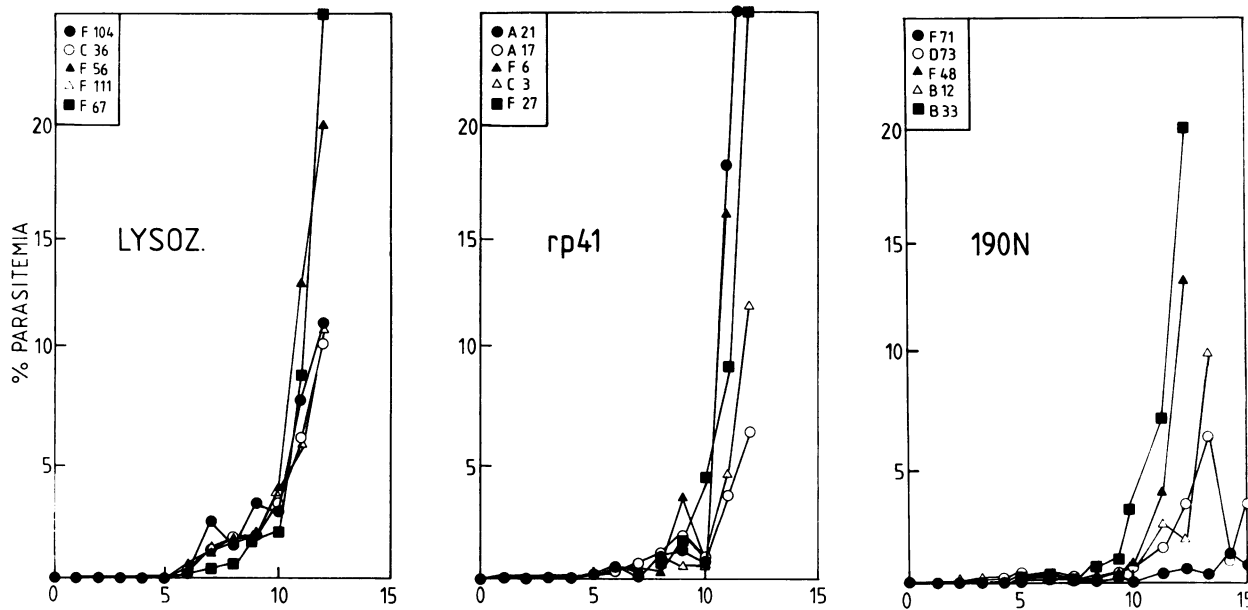 % PARASITEMIA
F 104
C 36
F 56
F 111
F 67
LYSOZ.
20
15
10
5
0 5 10 15
A 21
A 17
F 6
C 3
F 27
rp41
20
15
10
5
0 5 10 15
F 71
D73
F 48
B 12
B 33
190N
20
15
10
5
0 5 10 15